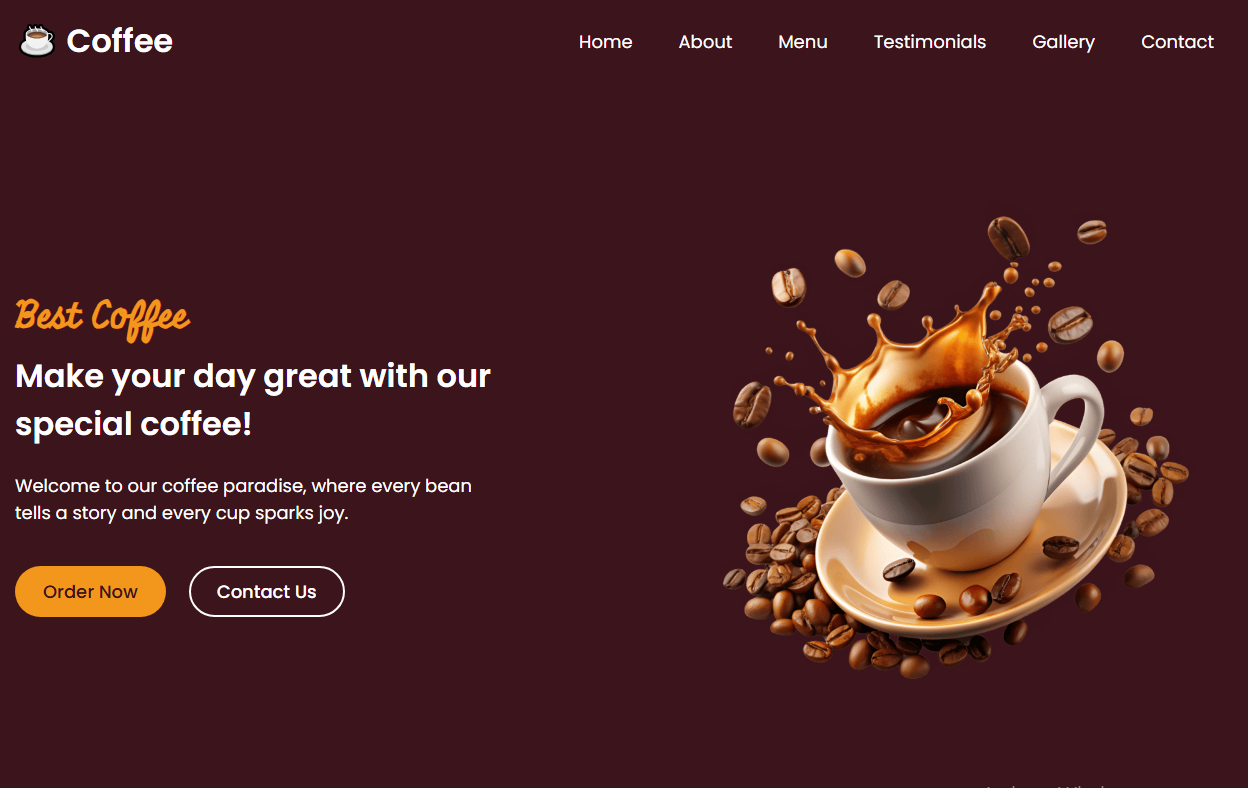 Coffee
Home
About
Menu
Testimonials
Gallery
Contact
Best Coffee
Make your day great with our
special coffee!
Welcome to our coffee paradise, where every bean
tells a story and every cup sparks joy.
Order Now
Contact Us